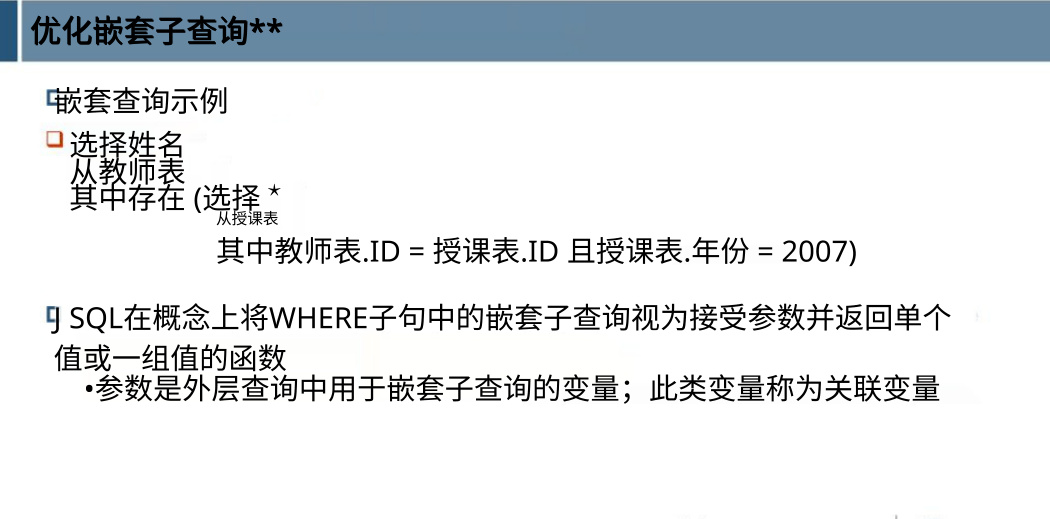 优化嵌套子查询**
嵌套查询示例
选择姓名
从教师表
其中存在 (选择 *
从授课表
其中教师表.ID = 授课表.ID 且授课表.年份 = 2007)
J SQL在概念上将WHERE子句中的嵌套子查询视为接受参数并返回单个
值或一组值的函数
•参数是外层查询中用于嵌套子查询的变量；此类变量称为关联变量